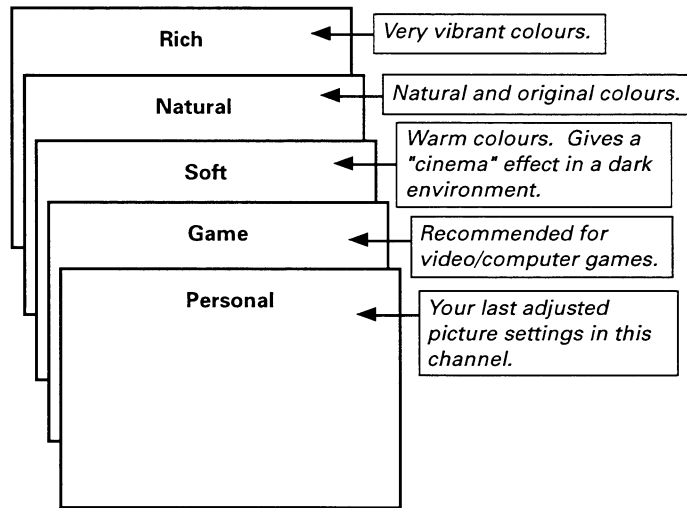 Rich
Very vibrant colours.
Natural
Natural and original colours.
Soft
Warm colours.  Gives a
"cinema" effect in a dark
environment.
Game
Recommended for
video/computer games.
Personal
Your last adjusted
picture settings in this
channel.